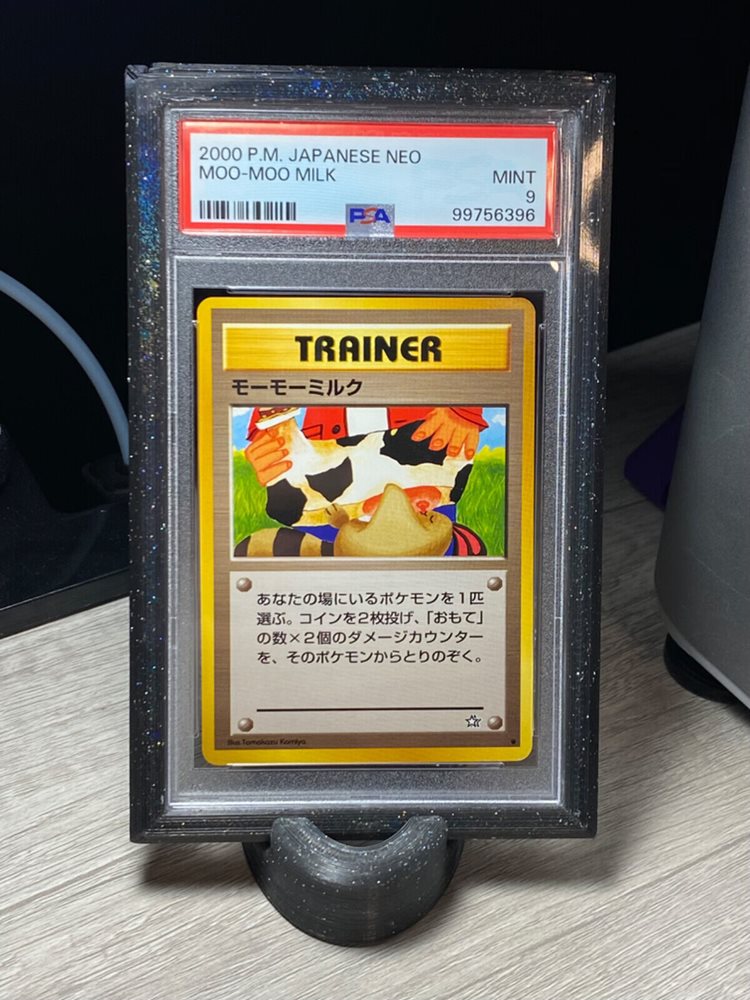 2000 P.M. JAPANESE NEO
MOO-MOO MILK
MINT
9
PSA
99756396
TRAINER
モーモーミルク
あなたの場にいるポケモンを1匹
選ぶ。コインを2枚投げ、「おもて」
の数×2個のダメージカウンター
を、そのポケモンからとりのぞく。
Illus.Tomokazu Komiya